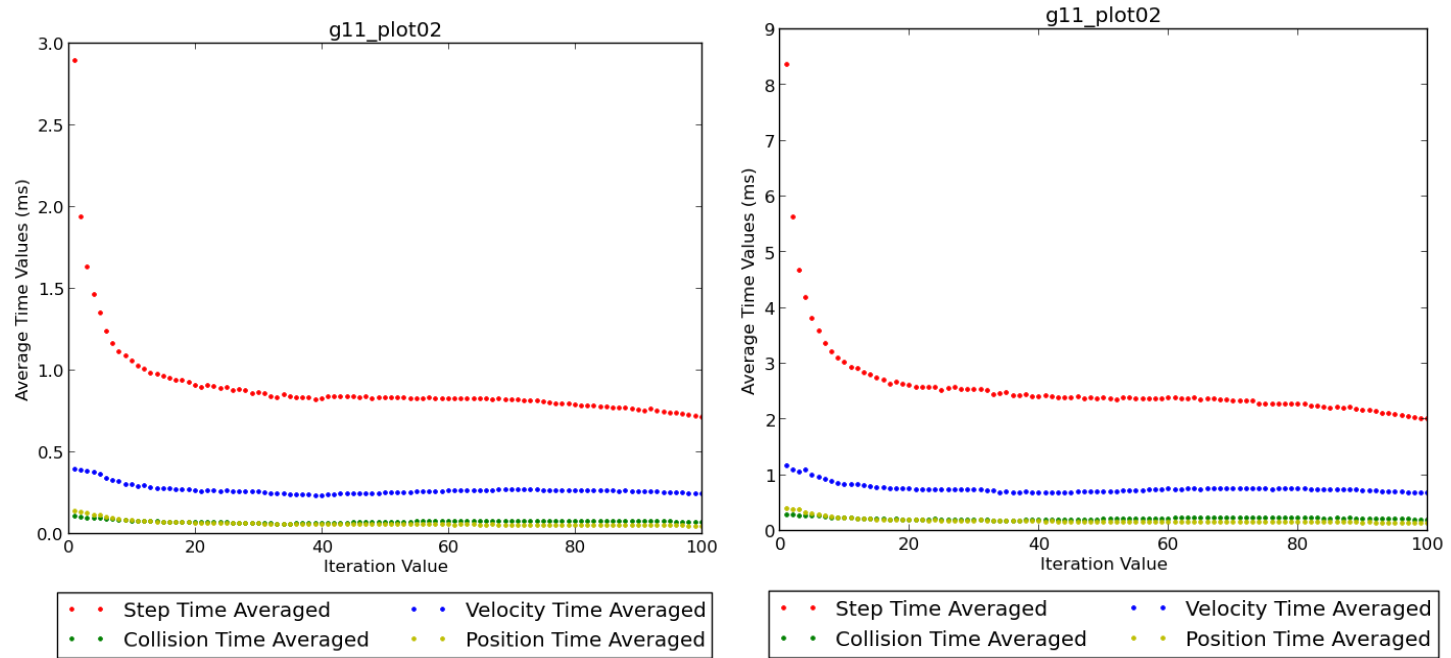 g11_plot02
3.0
2.5
2.0
1.5
1.0
0.5
0.0
Average Time Values (ms)
0 20 40 60 80 100
Iteration Value
Step Time Averaged
Velocity Time Averaged
Collision Time Averaged
Position Time Averaged
g11_plot02
9
8
7
6
5
4
3
2
1
0
Average Time Values (ms)
0 20 40 60 80 100
Iteration Value
Step Time Averaged
Velocity Time Averaged
Collision Time Averaged
Position Time Averaged